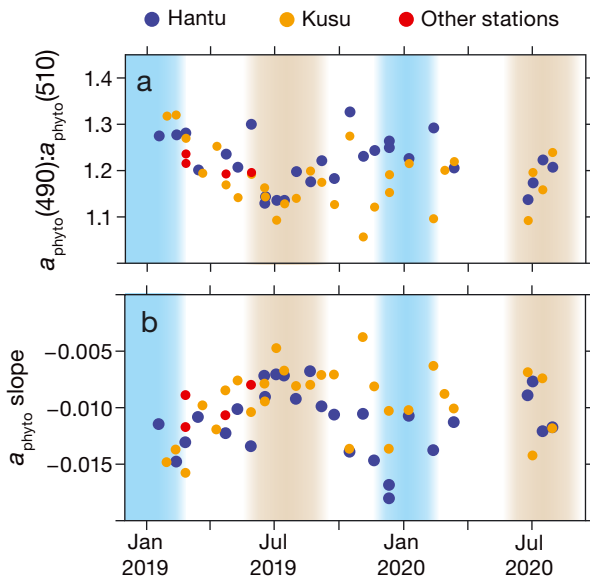 Hantu Kusu Other stations
a
1.4
1.3
1.2
1.1
aphyto(490):aphyto(510)
b
−0.005
−0.010
−0.015
aphyto slope
Jan Jul Jan Jul
2019 2019 2020 2020